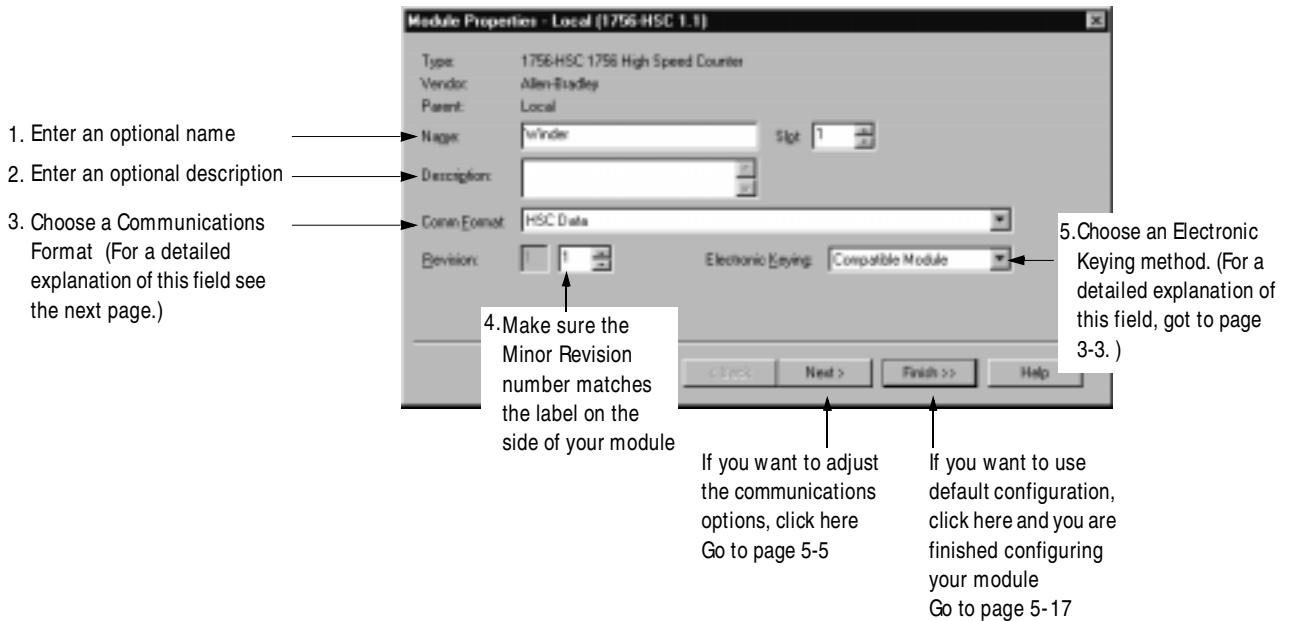 Module Properties - Local (1756-HSC 1.1)
Type: 1756-HSC 1756 High Speed Counter
Vendor: Allen-Bradley
Parent: Local
1. Enter an optional name
Name: Winder
Slot: 1
2. Enter an optional description
Description:
3. Choose a Communications
Format (For a detailed
explanation of this field see
the next page.)
Comm Format: HSC Data
Revision: 1 1
Electronic Keying: Compatible Module
5.Choose an Electronic
Keying method. (For a
detailed explanation of
this field, got to page
3-3. )
4.Make sure the
Minor Revision
number matches
the label on the
side of your module
< Back
Next >
Finish >>
Help
If you want to adjust
the communications
options, click here
Go to page 5-5
If you want to use
default configuration,
click here and you are
finished configuring
your module
Go to page 5-17